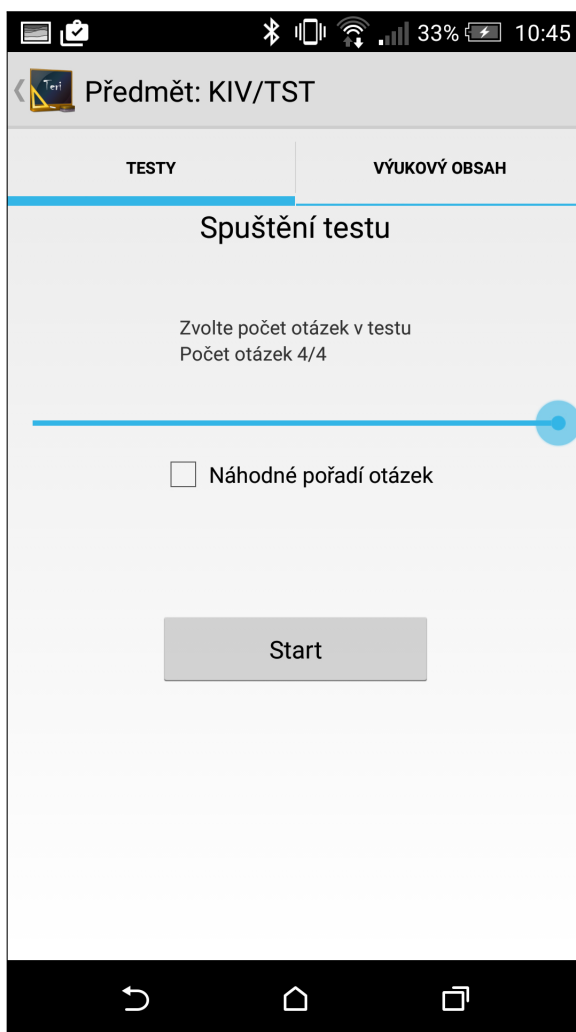 33% 10:45
Teri
Předmět: KIV/TST
TESTY
VÝUKOVÝ OBSAH
Spuštění testu
Zvolte počet otázek v testu
Počet otázek 4/4
Náhodné pořadí otázek
Start